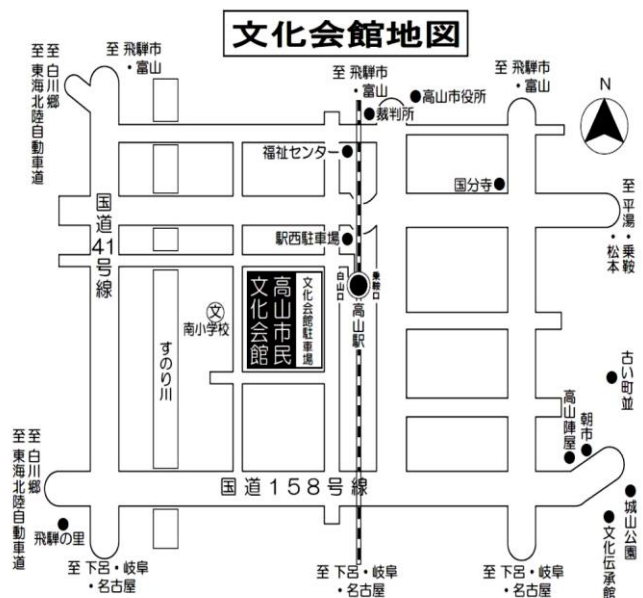 文化会館地図
至 白川郷
至 東海北陸自動車道
至 飛騨市
・富山
至 飛騨市
・富山
至 飛騨市
・富山
高山市役所
裁判所
N
福祉センター
国分寺
国道41号線
駅西駐車場
至 平湯・乗鞍
・松本
白山口
乗鞍口
高山駅
文化会館駐車場
高山市民
文化会館
文
南小学校
すのり川
古い町並
高山陣屋
朝市
至 白川郷
至 東海北陸自動車道
国道158号線
飛騨の里
城山公園
文化伝承館
至 下呂・岐阜
・名古屋
至 下呂・岐阜
・名古屋
至 下呂・岐阜
・名古屋